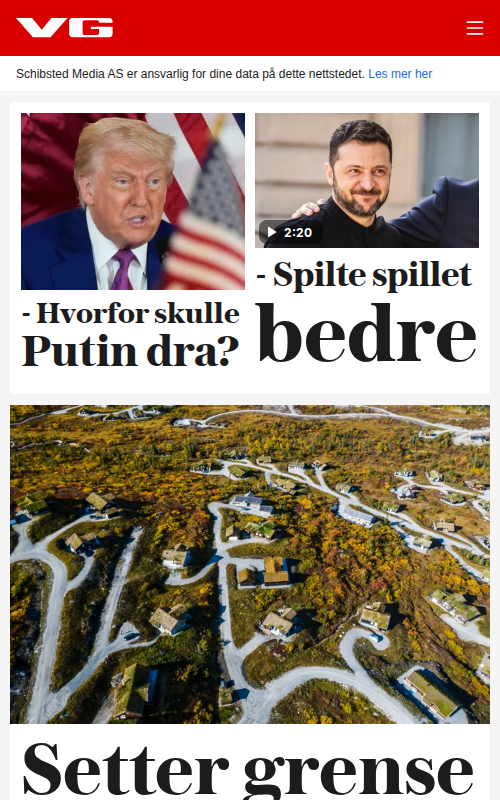 VG
Schibsted Media AS er ansvarlig for dine data på dette nettstedet. Les mer her
- Hvorfor skulle
Putin dra?
2:20
- Spilte spillet
bedre
Setter grense